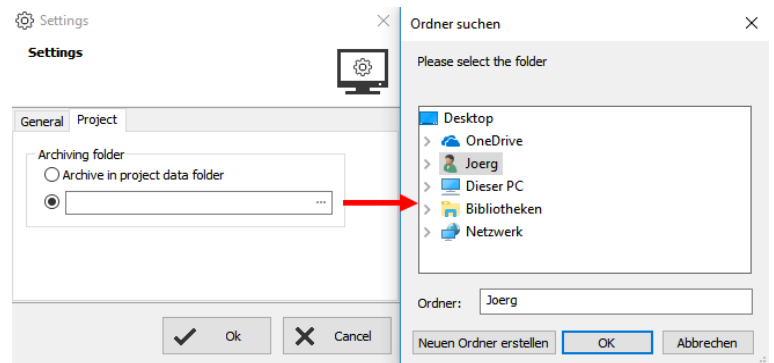 Settings
Settings
General Project
Archiving folder
Archive in project data folder
...
Ok Cancel
Ordner suchen
Please select the folder
Desktop
OneDrive
Joerg
Dieser PC
Bibliotheken
Netzwerk
Ordner: Joerg
Neuen Ordner erstellen OK Abbrechen